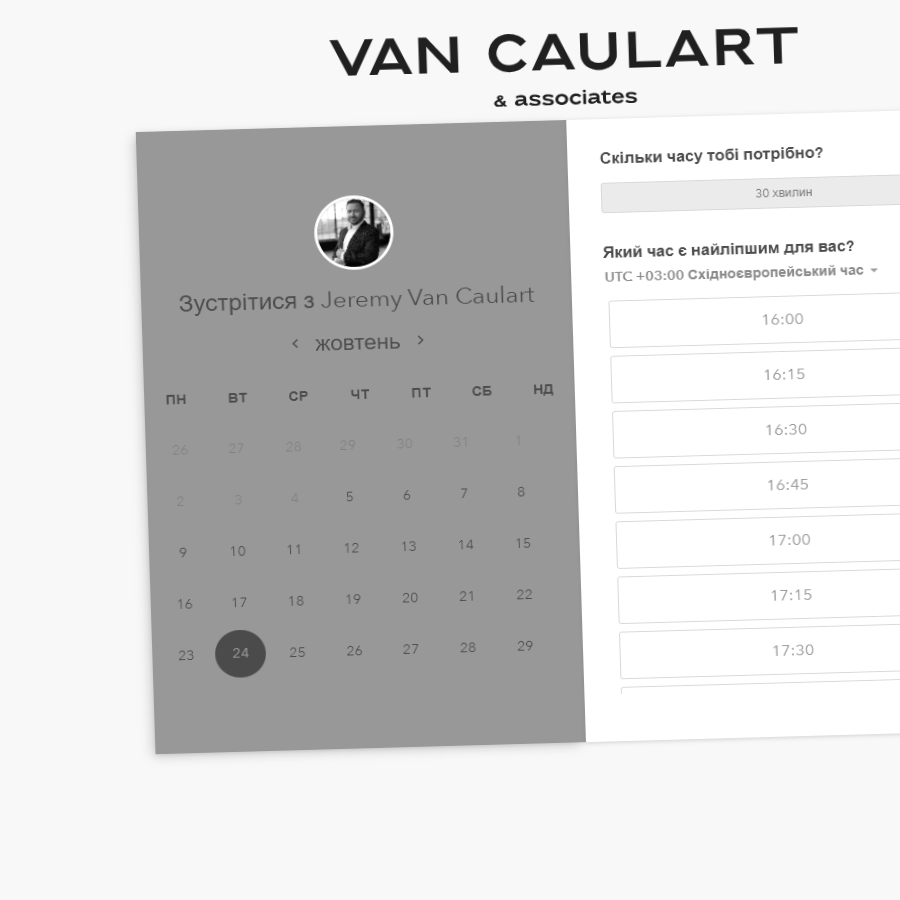 VAN CAULART
& associates
Зустрітися з Jeremy Van Caulart
‹ жовтень ›
ПН ВТ СР ЧТ ПТ СБ НД
26 27 28 29 30 31 1
2 3 4 5 6 7 8
9 10 11 12 13 14 15
16 17 18 19 20 21 22
23 24 25 26 27 28 29
Скільки часу тобі потрібно?
30 хвилин
Який час є найліпшим для вас?
UTC +03:00 Східноєвропейський час
16:00
16:15
16:30
16:45
17:00
17:15
17:30